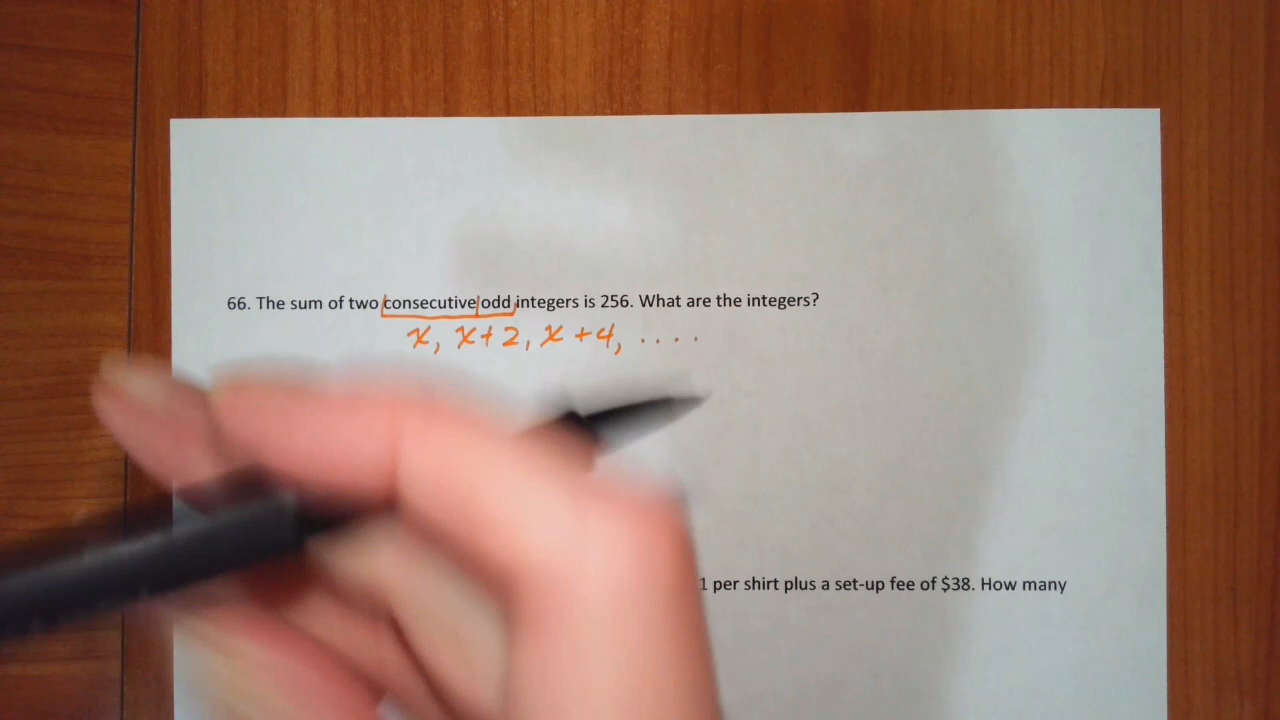 66. The sum of two consecutive odd integers is 256. What are the integers?
x, x+2, x+4, ....
1 per shirt plus a set-up fee of $38. How many